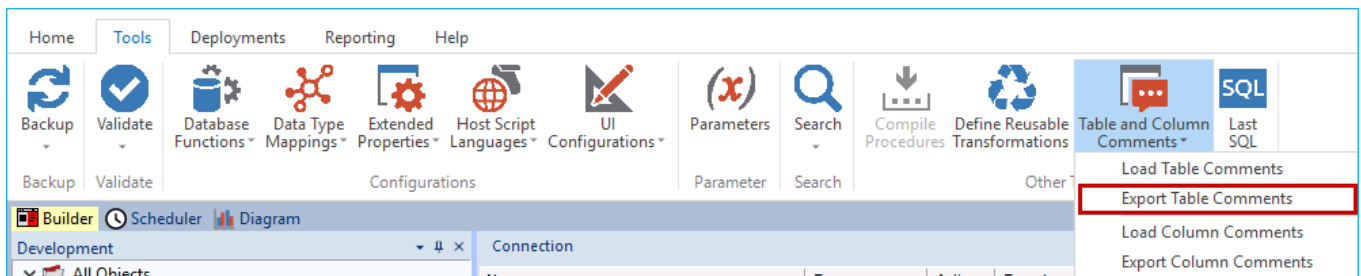 Home Tools Deployments Reporting Help
(x) SQL
Backup Validate Database Data Type Extended Host Script UI Parameters Search Compile Define Reusable Table and Column Last
Functions Mappings Properties Languages Configurations Procedures Transformations Comments SQL
Backup Validate Configurations Parameter Search Other
Load Table Comments
Export Table Comments
Load Column Comments
Export Column Comments
Builder Scheduler Diagram
Development Connection
All Objects